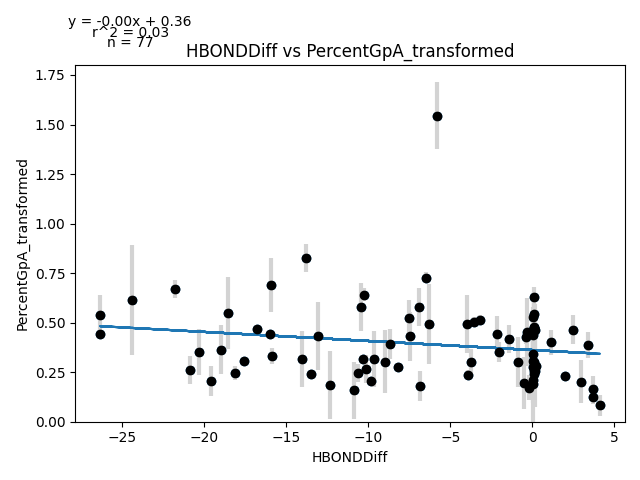 y = -0.00x + 0.36
r^2 = 0.03
n = 77
HBONDDiff vs PercentGpA_transformed
PercentGpA_transformed
1.75
1.50
1.25
1.00
0.75
0.50
0.25
0.00
−25
−20
−15
−10
−5
0
5
HBONDDiff